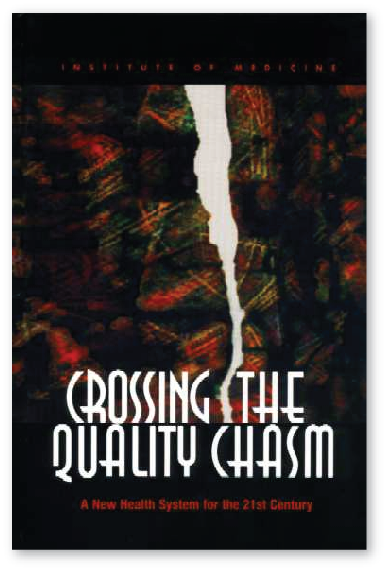 INSTITUTE OF MEDICINE
CROSSING THE
QUALITY CHASM
A New Health System for the 21st Century